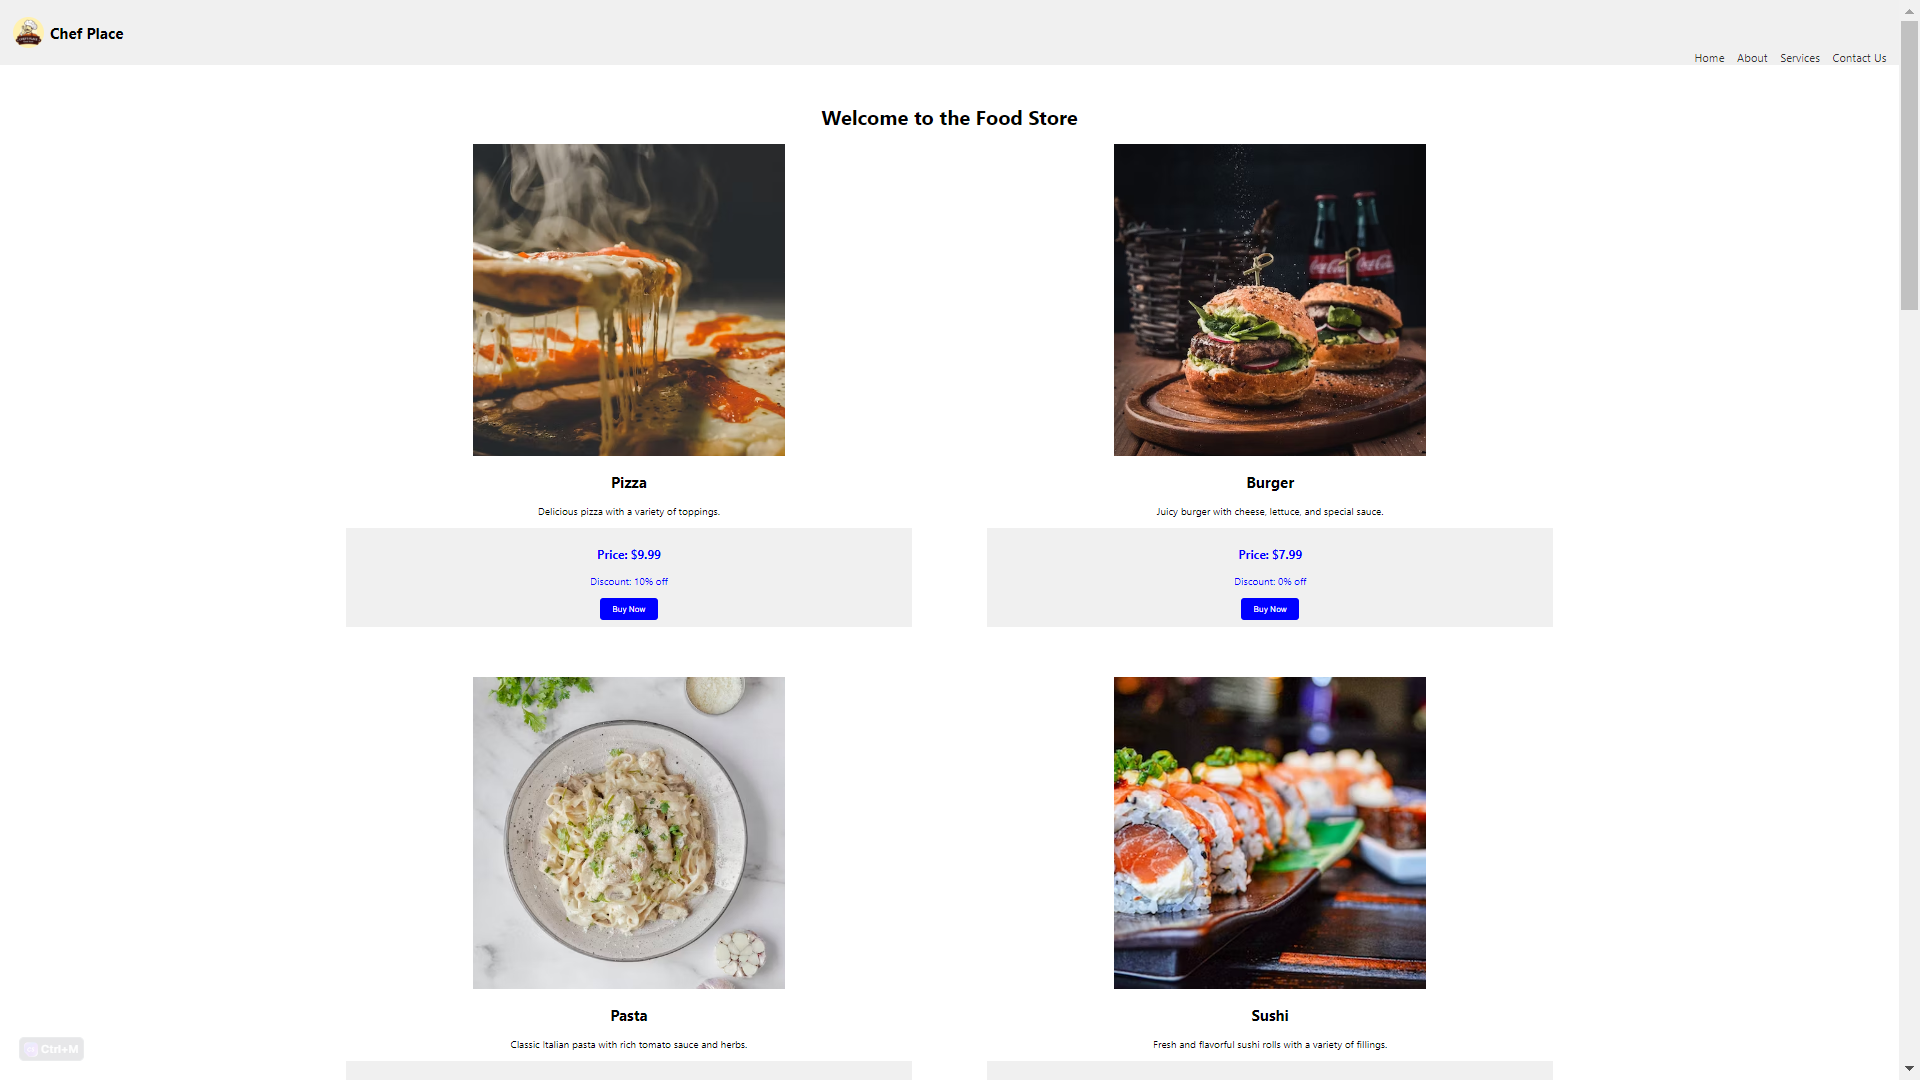 Chef Place
Home About Services Contact Us
Welcome to the Food Store
Pizza
Delicious pizza with a variety of toppings.
Price: $9.99
Discount: 10% off
Buy Now
Burger
Juicy burger with cheese, lettuce, and special sauce.
Price: $7.99
Discount: 0% off
Buy Now
Pasta
Classic Italian pasta with rich tomato sauce and herbs.
Sushi
Fresh and flavorful sushi rolls with a variety of fillings.
Ctrl+M